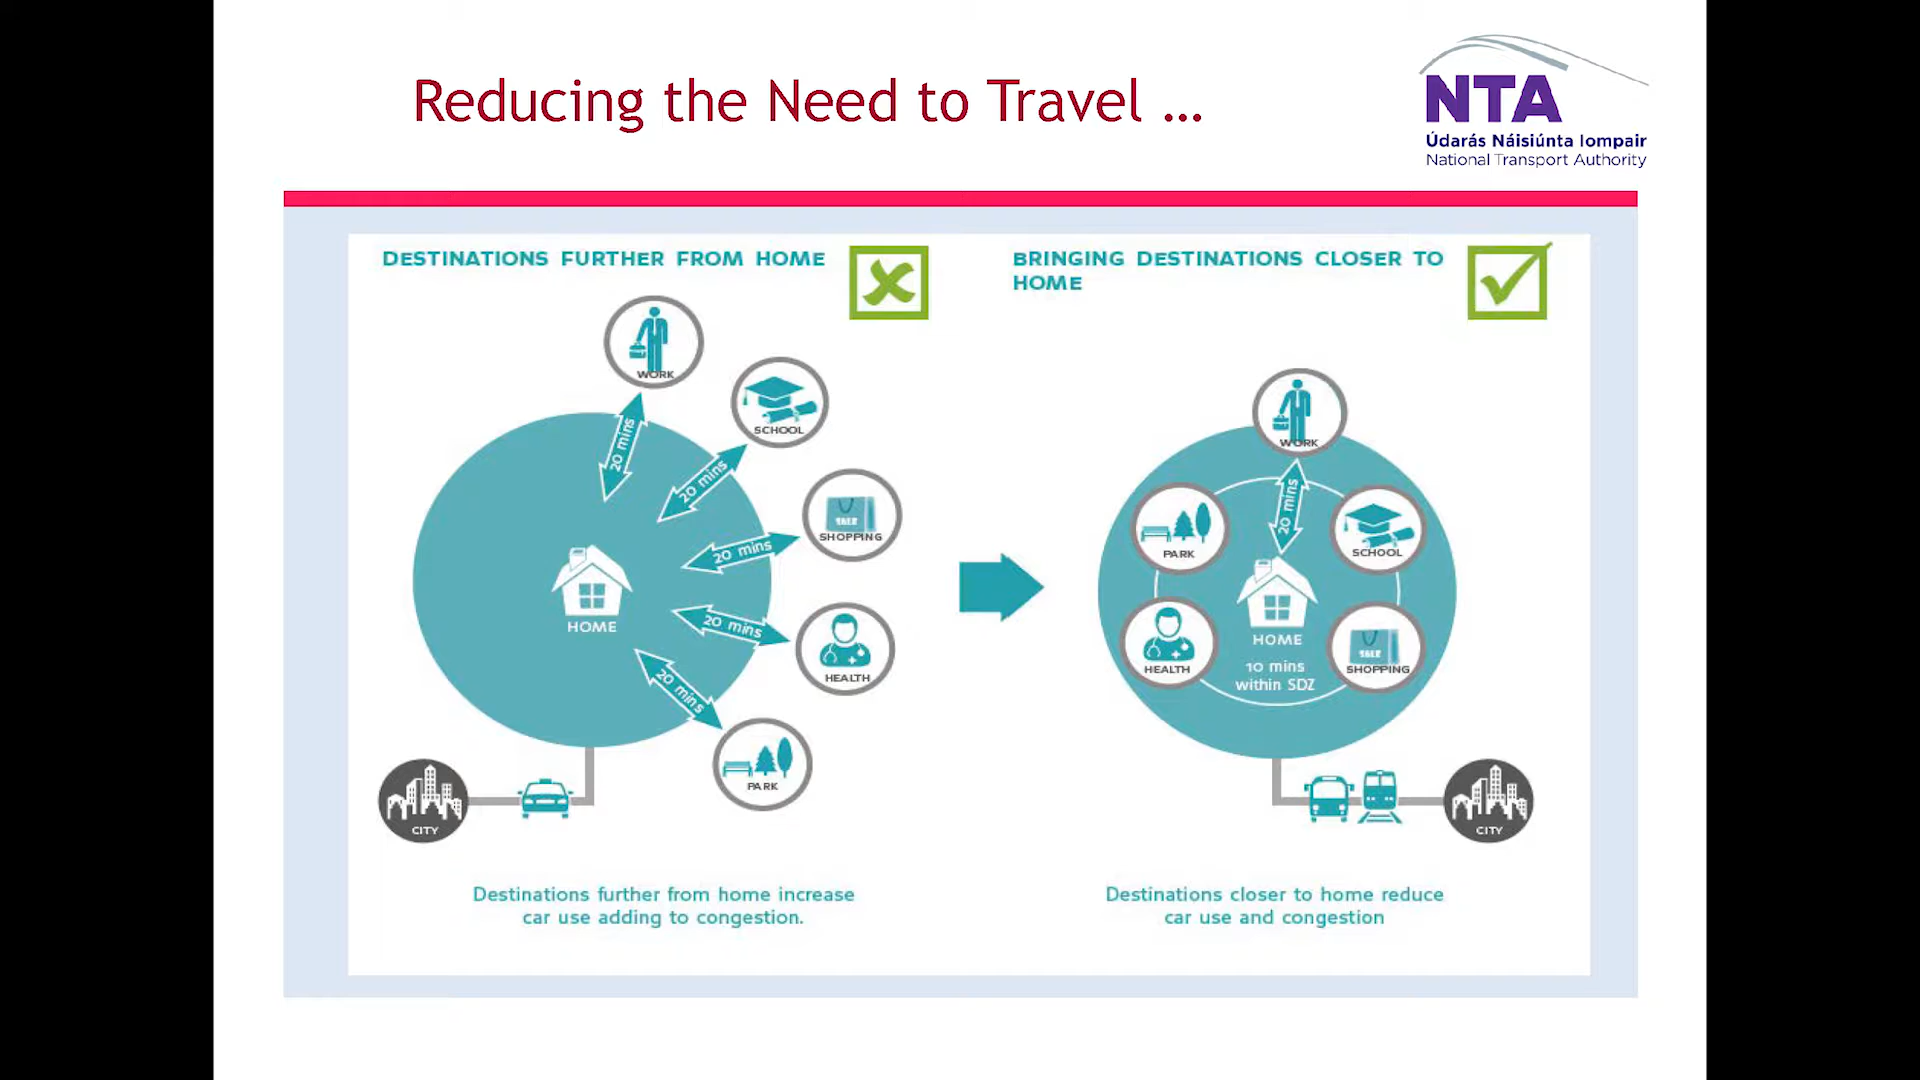 Reducing the Need to Travel ...
NTA
Údarás Náisiúnta Iompair
National Transport Authority
DESTINATIONS FURTHER FROM HOME
WORK
SCHOOL
SHOPPING
HEALTH
PARK
20 mins
20 mins
20 mins
20 mins
20 mins
HOME
CITY
Destinations further from home increase
car use adding to congestion.
BRINGING DESTINATIONS CLOSER TO
HOME
WORK
20 mins
PARK
SCHOOL
HEALTH
SALE
SHOPPING
HOME
10 mins
within SDZ
CITY
Destinations closer to home reduce
car use and congestion